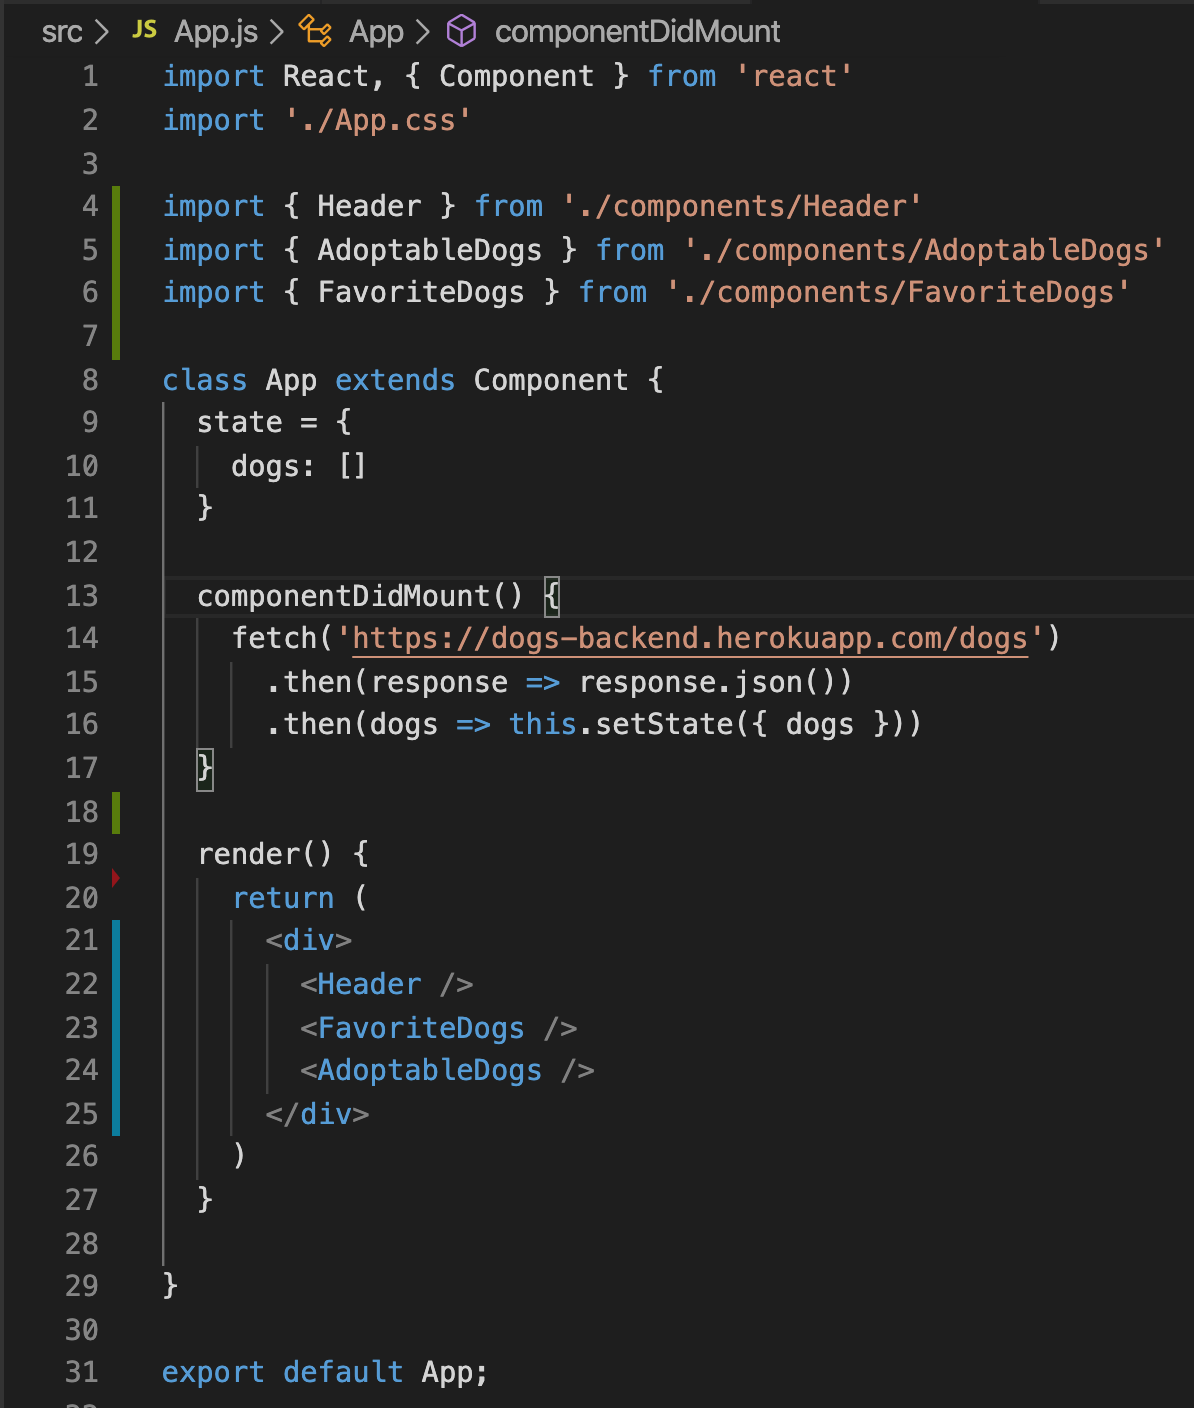 src > JS App.js > App > componentDidMount
1 import React, { Component } from 'react'
2 import './App.css'
3
4 import { Header } from './components/Header'
5 import { AdoptableDogs } from './components/AdoptableDogs'
6 import { FavoriteDogs } from './components/FavoriteDogs'
7
8 class App extends Component {
9   state = {
10     dogs: []
11   }
12
13   componentDidMount() {
14     fetch('https://dogs-backend.herokuapp.com/dogs')
15       .then(response => response.json())
16       .then(dogs => this.setState({ dogs }))
17   }
18
19   render() {
20     return (
21       <div>
22         <Header />
23         <FavoriteDogs />
24         <AdoptableDogs />
25       </div>
26     )
27   }
28
29 }
30
31 export default App;